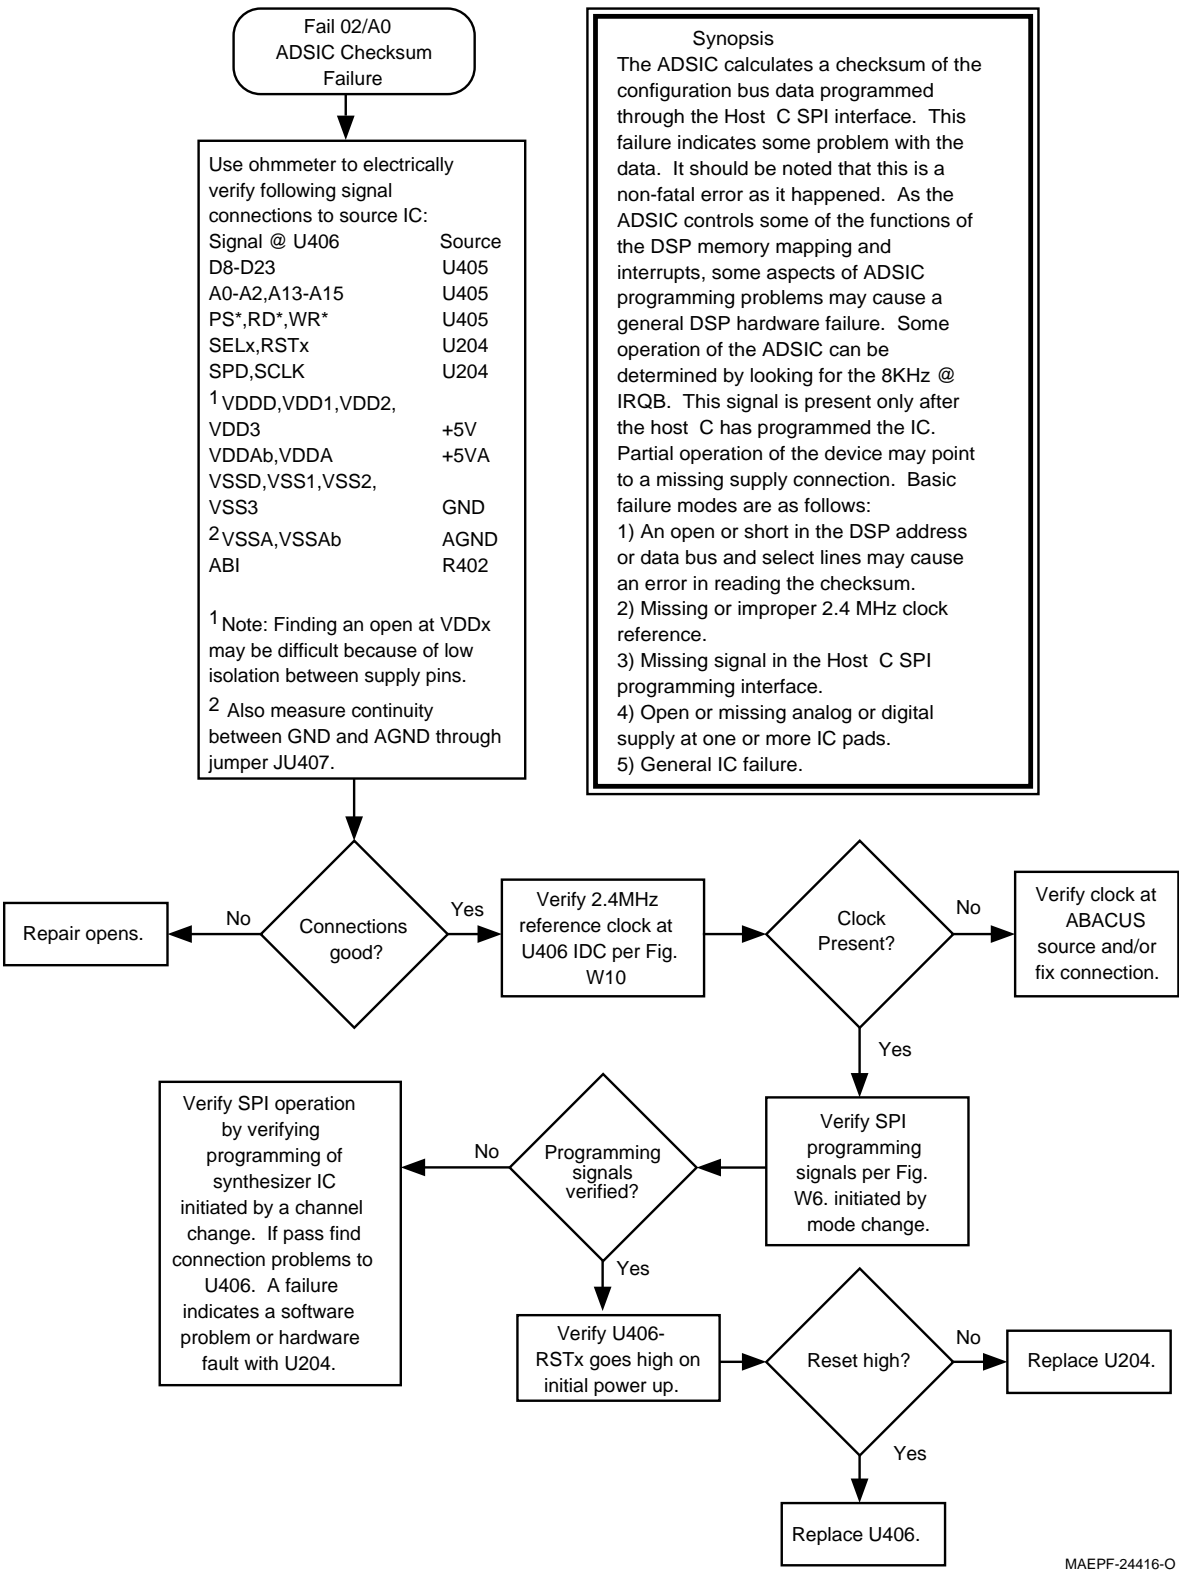 Fail 02/A0
ADSIC Checksum
Failure
Use ohmmeter to electrically
verify following signal
connections to source IC:
Signal @ U406 Source
D8-D23 U405
A0-A2,A13-A15 U405
PS*,RD*,WR* U405
SELx,RSTx U204
SPD,SCLK U204
1 VDDD,VDD1,VDD2,
VDD3 +5V
VDDAb,VDDA +5VA
VSSD,VSS1,VSS2,
VSS3 GND
2 VSSA,VSSAb AGND
ABI R402
1 Note: Finding an open at VDDx
may be difficult because of low
isolation between supply pins.
2 Also measure continuity
between GND and AGND through
jumper JU407.
Synopsis
The ADSIC calculates a checksum of the
configuration bus data programmed
through the Host C SPI interface. This
failure indicates some problem with the
data. It should be noted that this is a
non-fatal error as it happened. As the
ADSIC controls some of the functions of
the DSP memory mapping and
interrupts, some aspects of ADSIC
programming problems may cause a
general DSP hardware failure. Some
operation of the ADSIC can be
determined by looking for the 8KHz @
IRQB. This signal is present only after
the host C has programmed the IC.
Partial operation of the device may point
to a missing supply connection. Basic
failure modes are as follows:
1) An open or short in the DSP address
or data bus and select lines may cause
an error in reading the checksum.
2) Missing or improper 2.4 MHz clock
reference.
3) Missing signal in the Host C SPI
programming interface.
4) Open or missing analog or digital
supply at one or more IC pads.
5) General IC failure.
Connections
good?
No
Repair opens.
Yes
Verify 2.4MHz
reference clock at
U406 IDC per Fig.
W10
Clock
Present?
No
Verify clock at
ABACUS
source and/or
fix connection.
Yes
Verify SPI
programming
signals per Fig.
W6. initiated by
mode change.
Programming
signals
verified?
No
Verify SPI operation
by verifying
programming of
synthesizer IC
initiated by a channel
change. If pass find
connection problems to
U406. A failure
indicates a software
problem or hardware
fault with U204.
Yes
Verify U406-
RSTx goes high on
initial power up.
Reset high?
No
Replace U204.
Yes
Replace U406.
MAEPF-24416-O